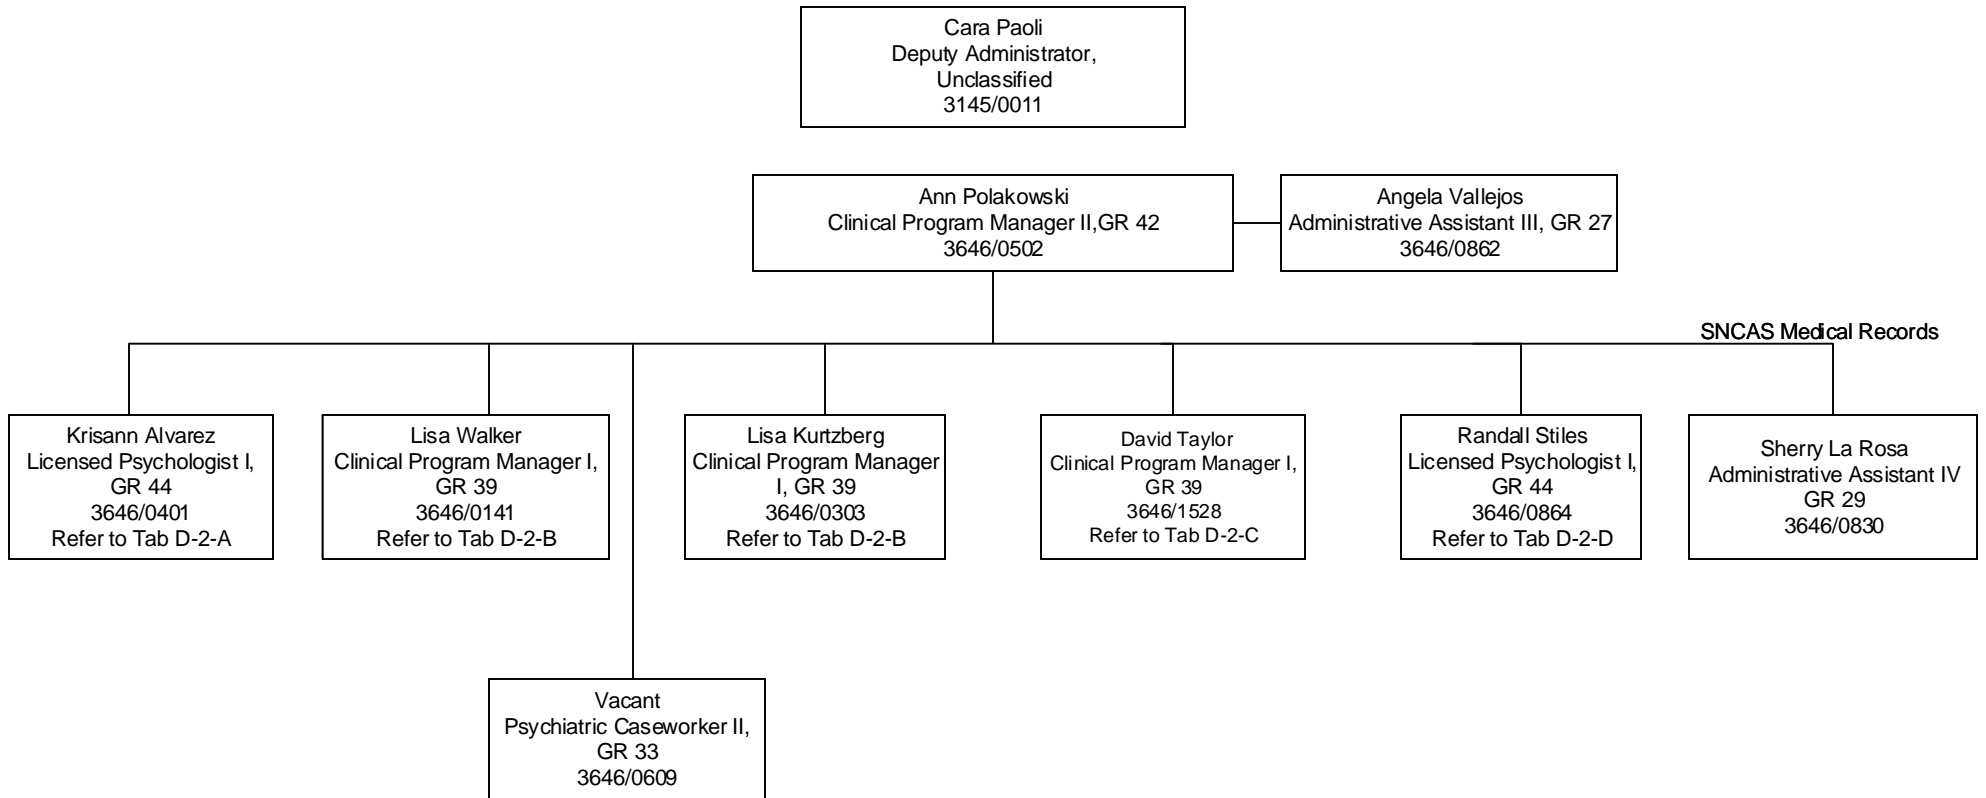 Cara Paoli
Deputy Administrator,
Unclassified
3145/0011
Ann Polakowski
Clinical Program Manager II,GR 42
3646/0502
Angela Vallejos
Administrative Assistant III, GR 27
3646/0862
SNCAS Medical Records
Krisann Alvarez
Licensed Psychologist I,
GR 44
3646/0401
Refer to Tab D-2-A
Lisa Walker
Clinical Program Manager I,
GR 39
3646/0141
Refer to Tab D-2-B
Lisa Kurtzberg
Clinical Program Manager
I, GR 39
3646/0303
Refer to Tab D-2-B
David Taylor
Clinical Program Manager I,
GR 39
3646/1528
Refer to Tab D-2-C
Randall Stiles
Licensed Psychologist I,
GR 44
3646/0864
Refer to Tab D-2-D
Sherry La Rosa
Administrative Assistant IV
GR 29
3646/0830
Vacant
Psychiatric Caseworker II,
GR 33
3646/0609